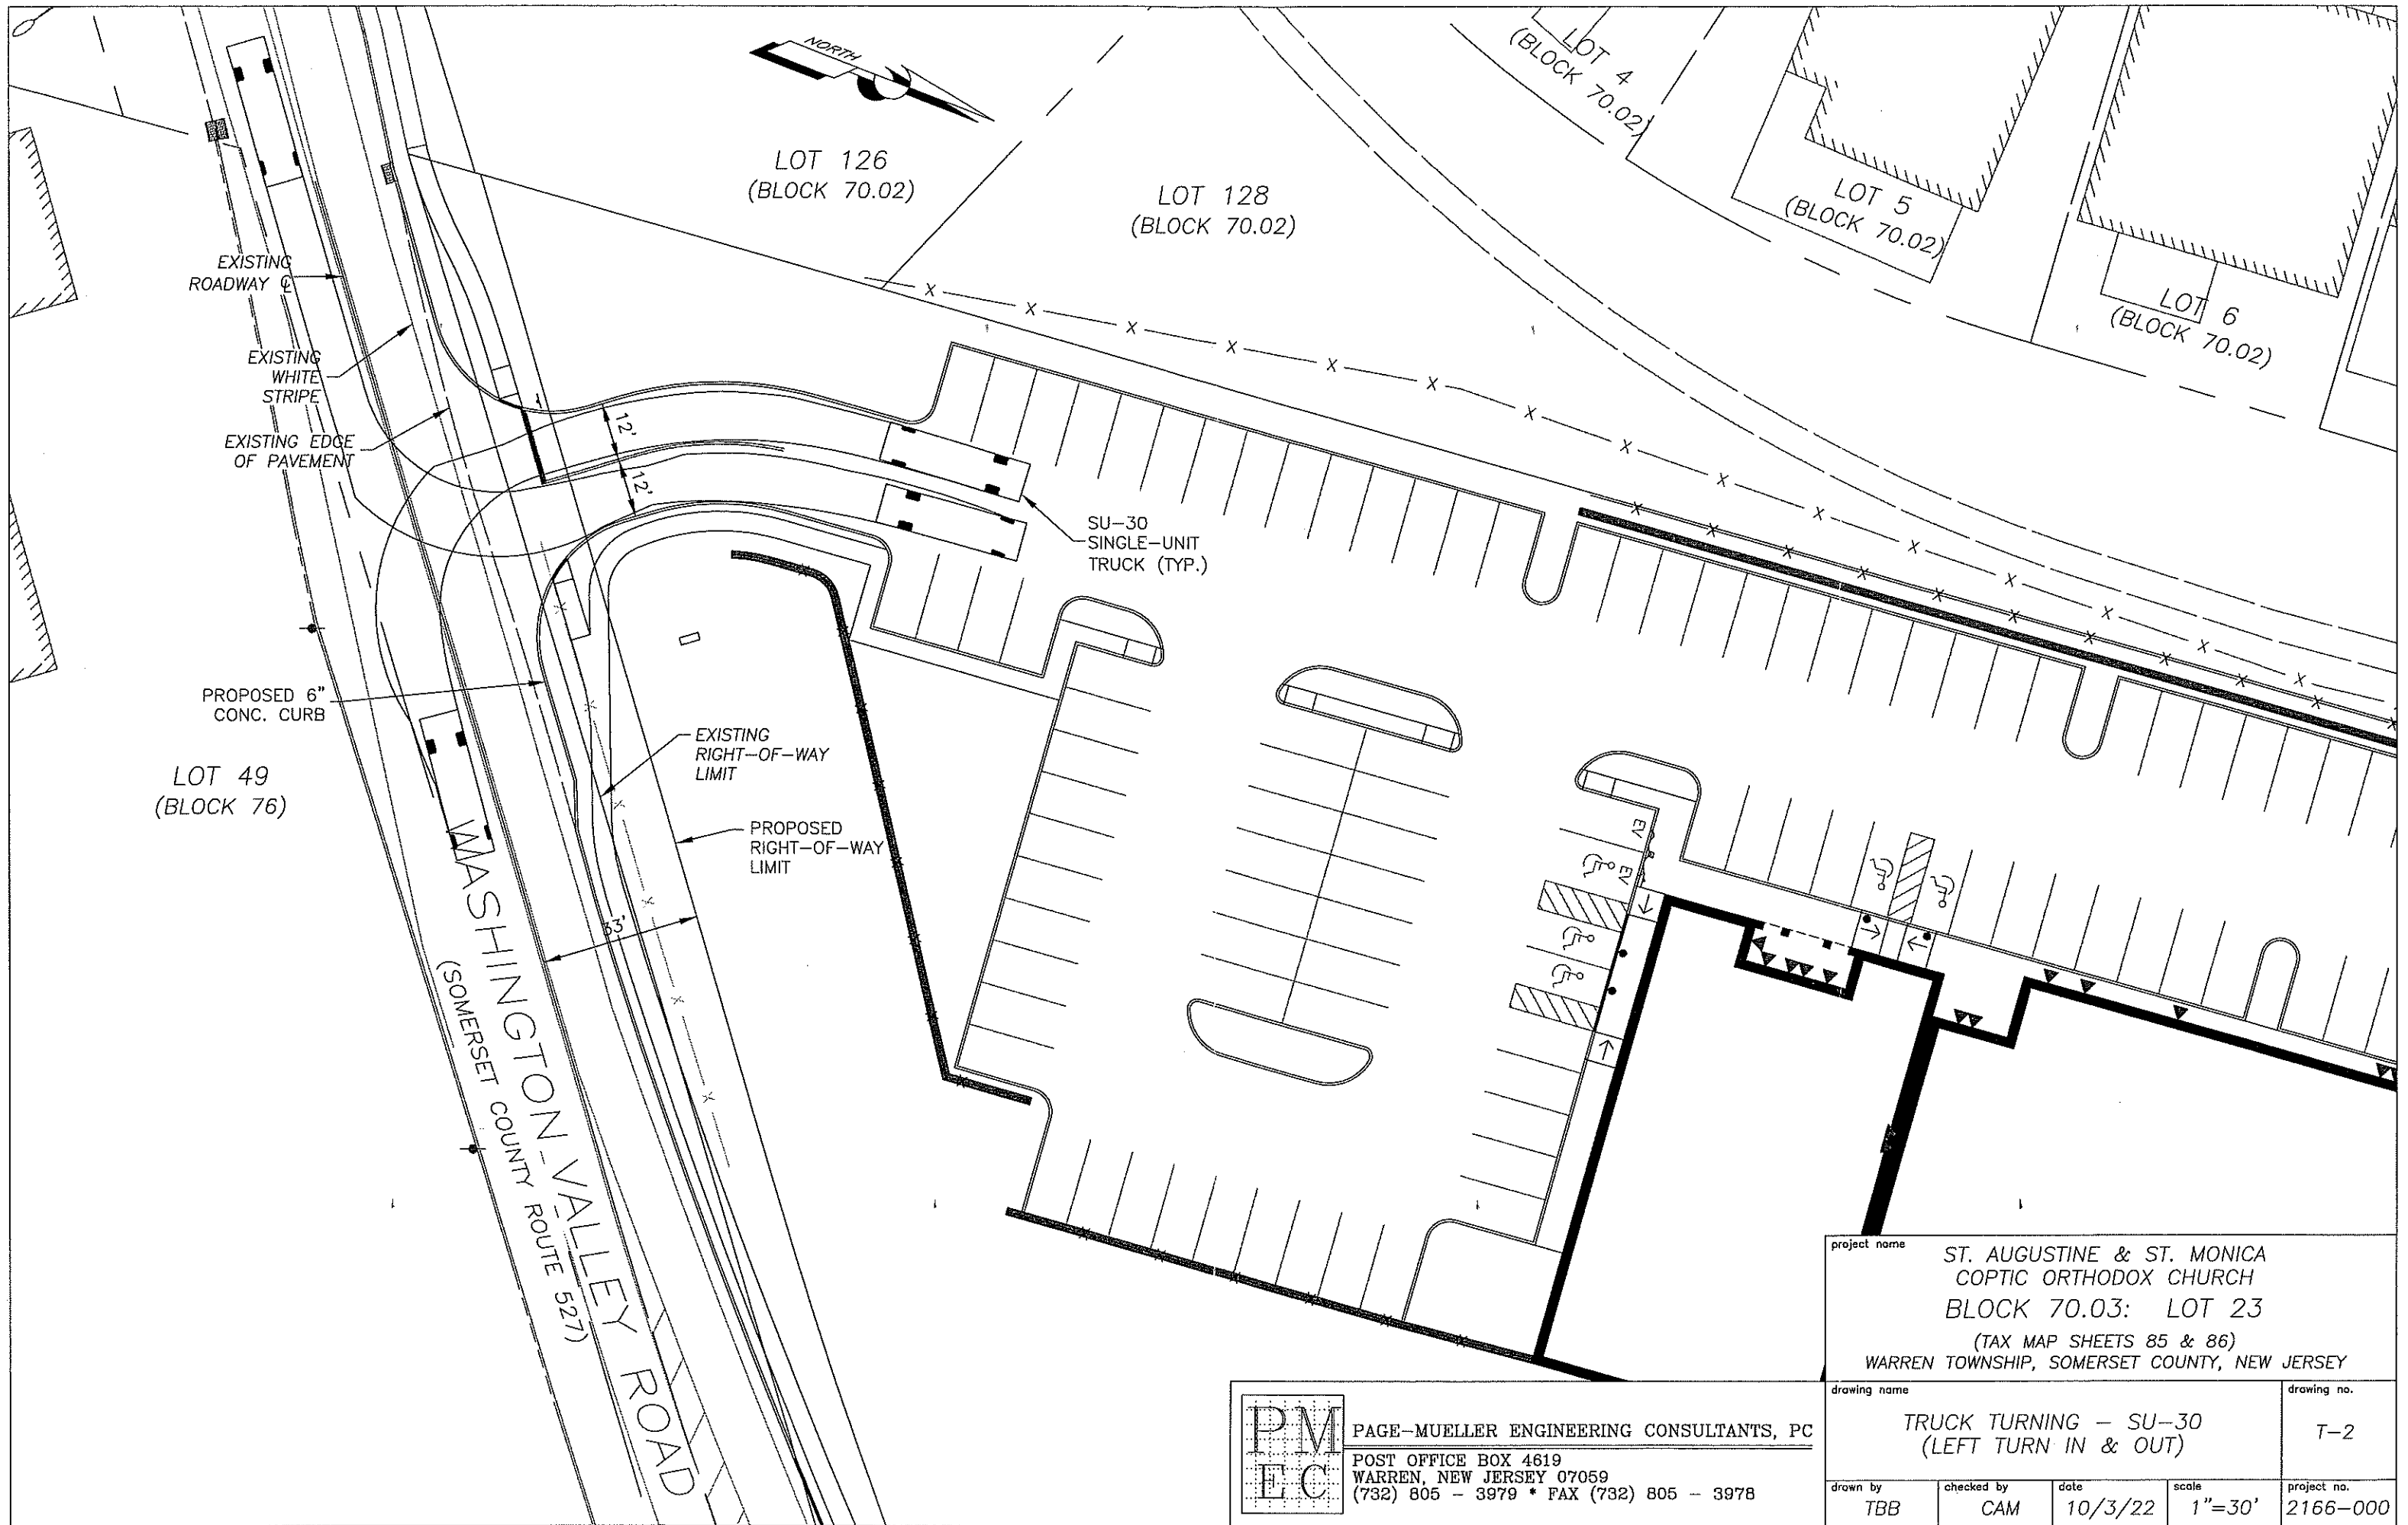 NORTH
LOT 126
(BLOCK 70.02)
LOT 128
(BLOCK 70.02)
LOT 4
(BLOCK 70.02)
LOT 5
(BLOCK 70.02)
LOT 6
(BLOCK 70.02)
EXISTING
ROADWAY ℄
EXISTING
WHITE
STRIPE
EXISTING EDGE
OF PAVEMENT
12'
12'
SU-30
SINGLE-UNIT
TRUCK (TYP.)
PROPOSED 6"
CONC. CURB
LOT 49
(BLOCK 76)
EXISTING
RIGHT-OF-WAY
LIMIT
PROPOSED
RIGHT-OF-WAY
LIMIT
33'
EV
EV
WASHINGTON VALLEY ROAD
(SOMERSET COUNTY ROUTE 527)
project name
ST. AUGUSTINE & ST. MONICA
COPTIC ORTHODOX CHURCH
BLOCK 70.03: LOT 23
(TAX MAP SHEETS 85 & 86)
WARREN TOWNSHIP, SOMERSET COUNTY, NEW JERSEY
drawing name
TRUCK TURNING - SU-30
(LEFT TURN IN & OUT)
drawing no.
T-2
drawn by
TBB
checked by
CAM
date
10/3/22
scale
1"=30'
project no.
2166-000
PM
EC
PAGE-MUELLER ENGINEERING CONSULTANTS, PC
POST OFFICE BOX 4619
WARREN, NEW JERSEY 07059
(732) 805 - 3979 * FAX (732) 805 - 3978